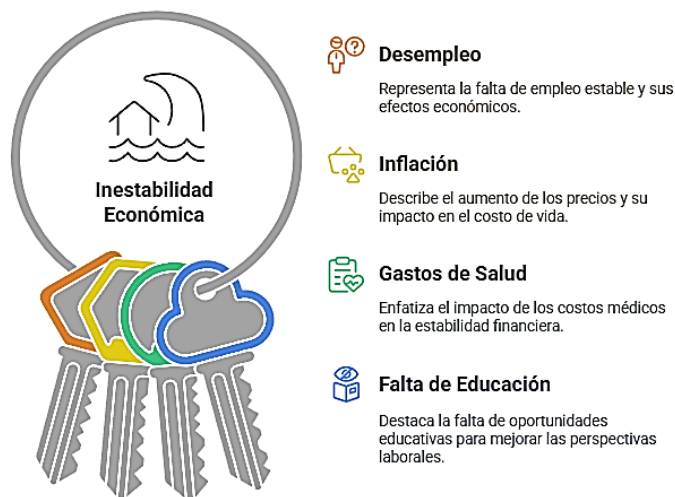 Inestabilidad
Económica
Desempleo
Representa la falta de empleo estable y sus
efectos económicos.
Inflación
Describe el aumento de los precios y su
impacto en el costo de vida.
Gastos de Salud
Enfatiza el impacto de los costos médicos
en la estabilidad financiera.
Falta de Educación
Destaca la falta de oportunidades
educativas para mejorar las perspectivas
laborales.